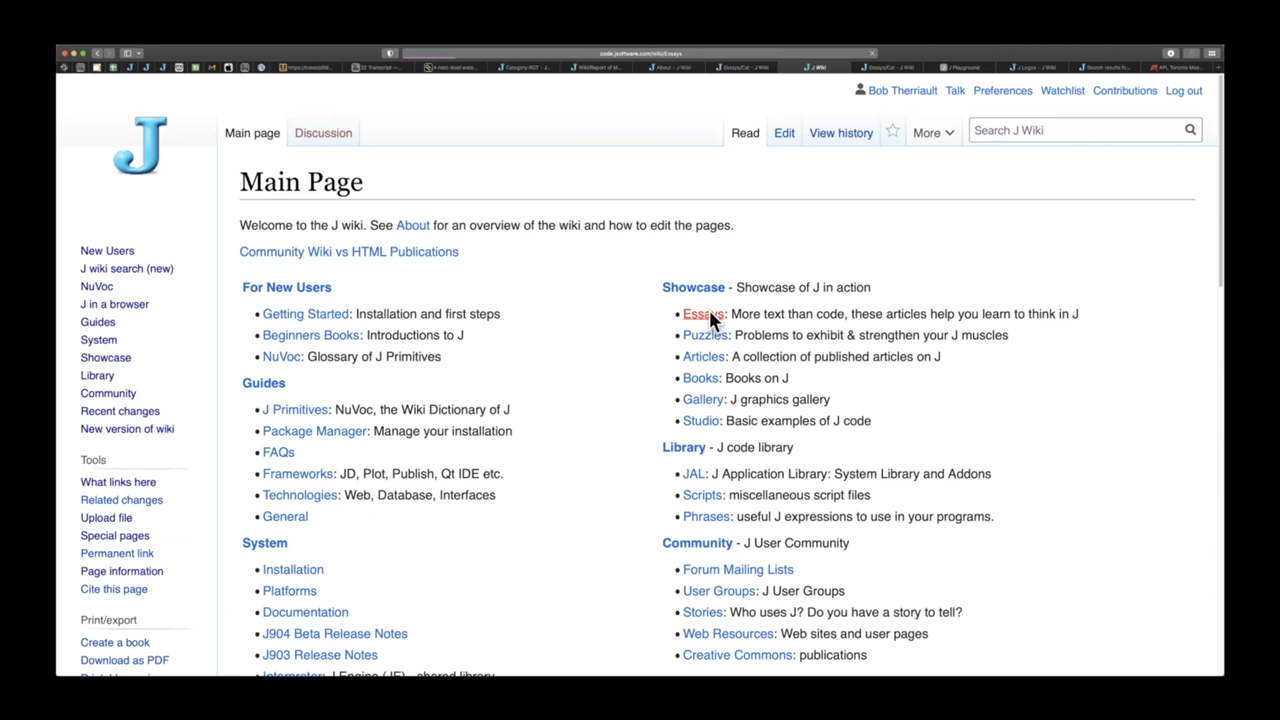 code.jsoftware.com/wiki/Essays
Bob Therriault Talk Preferences Watchlist Contributions Log out
Main page Discussion Read Edit View history More Search J Wiki
J
Main Page
Welcome to the J wiki. See About for an overview of the wiki and how to edit the pages.
Community Wiki vs HTML Publications
New Users
J wiki search (new)
NuVoc
J in a browser
Guides
System
Showcase
Library
Community
Recent changes
New version of wiki
Tools
What links here
Related changes
Upload file
Special pages
Permanent link
Page information
Cite this page
Print/export
Create a book
Download as PDF
For New Users
• Getting Started: Installation and first steps
• Beginners Books: Introductions to J
• NuVoc: Glossary of J Primitives
Guides
• J Primitives: NuVoc, the Wiki Dictionary of J
• Package Manager: Manage your installation
• FAQs
• Frameworks: JD, Plot, Publish, Qt IDE etc.
• Technologies: Web, Database, Interfaces
• General
System
• Installation
• Platforms
• Documentation
• J904 Beta Release Notes
• J903 Release Notes
• Interpreter: J Engine (JE) - shared library
Showcase - Showcase of J in action
• Essays: More text than code, these articles help you learn to think in J
• Puzzles: Problems to exhibit & strengthen your J muscles
• Articles: A collection of published articles on J
• Books: Books on J
• Gallery: J graphics gallery
• Studio: Basic examples of J code
Library - J code library
• JAL: J Application Library: System Library and Addons
• Scripts: miscellaneous script files
• Phrases: useful J expressions to use in your programs.
Community - J User Community
• Forum Mailing Lists
• User Groups: J User Groups
• Stories: Who uses J? Do you have a story to tell?
• Web Resources: Web sites and user pages
• Creative Commons: publications